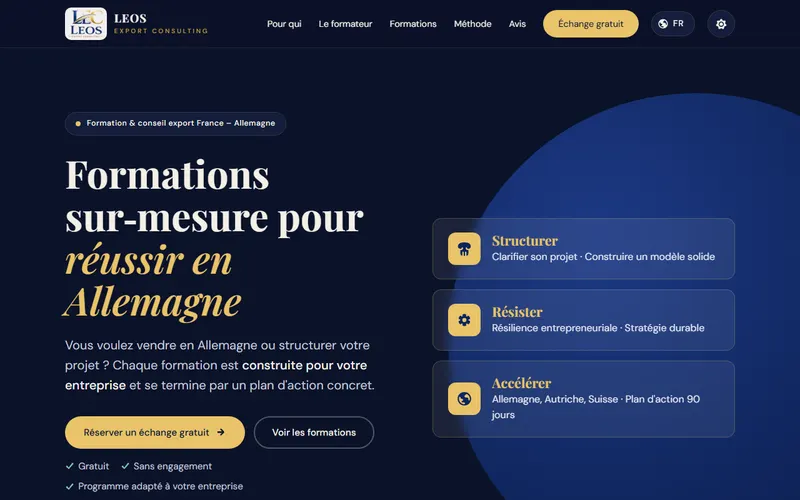 LEC
LEOS
LEOS
EXPORT CONSULTING
Pour qui
Le formateur
Formations
Méthode
Avis
Échange gratuit
FR
Formation & conseil export France – Allemagne
Formations
sur-mesure pour
réussir en
Allemagne
Vous voulez vendre en Allemagne ou structurer votre
projet ? Chaque formation est construite pour votre
entreprise et se termine par un plan d'action concret.
Réserver un échange gratuit
Voir les formations
Gratuit
Sans engagement
Programme adapté à votre entreprise
Structurer
Clarifier son projet · Construire un modèle solide
Résister
Résilience entrepreneuriale · Stratégie durable
Accélérer
Allemagne, Autriche, Suisse · Plan d'action 90
jours